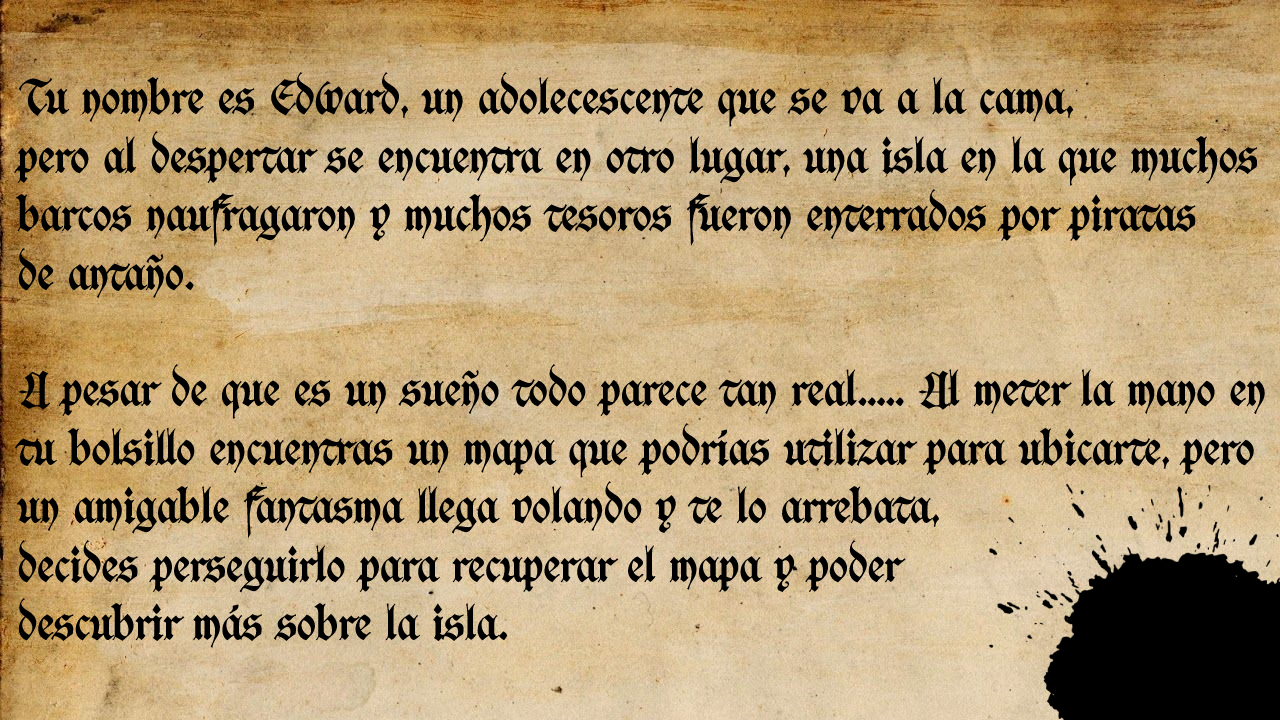 Tu nombre es Edward, un adolecescente que se va a la cama,
pero al despertar se encuentra en otro lugar, una isla en la que muchos
barcos naufragaron y muchos tesoros fueron enterrados por piratas
de antaño.
A pesar de que es un sueño todo parece tan real..... Al meter la mano en
tu bolsillo encuentras un mapa que podrías utilizar para ubicarte, pero
un amigable fantasma llega volando y te lo arrebata,
decides perseguirlo para recuperar el mapa y poder
descubrir más sobre la isla.